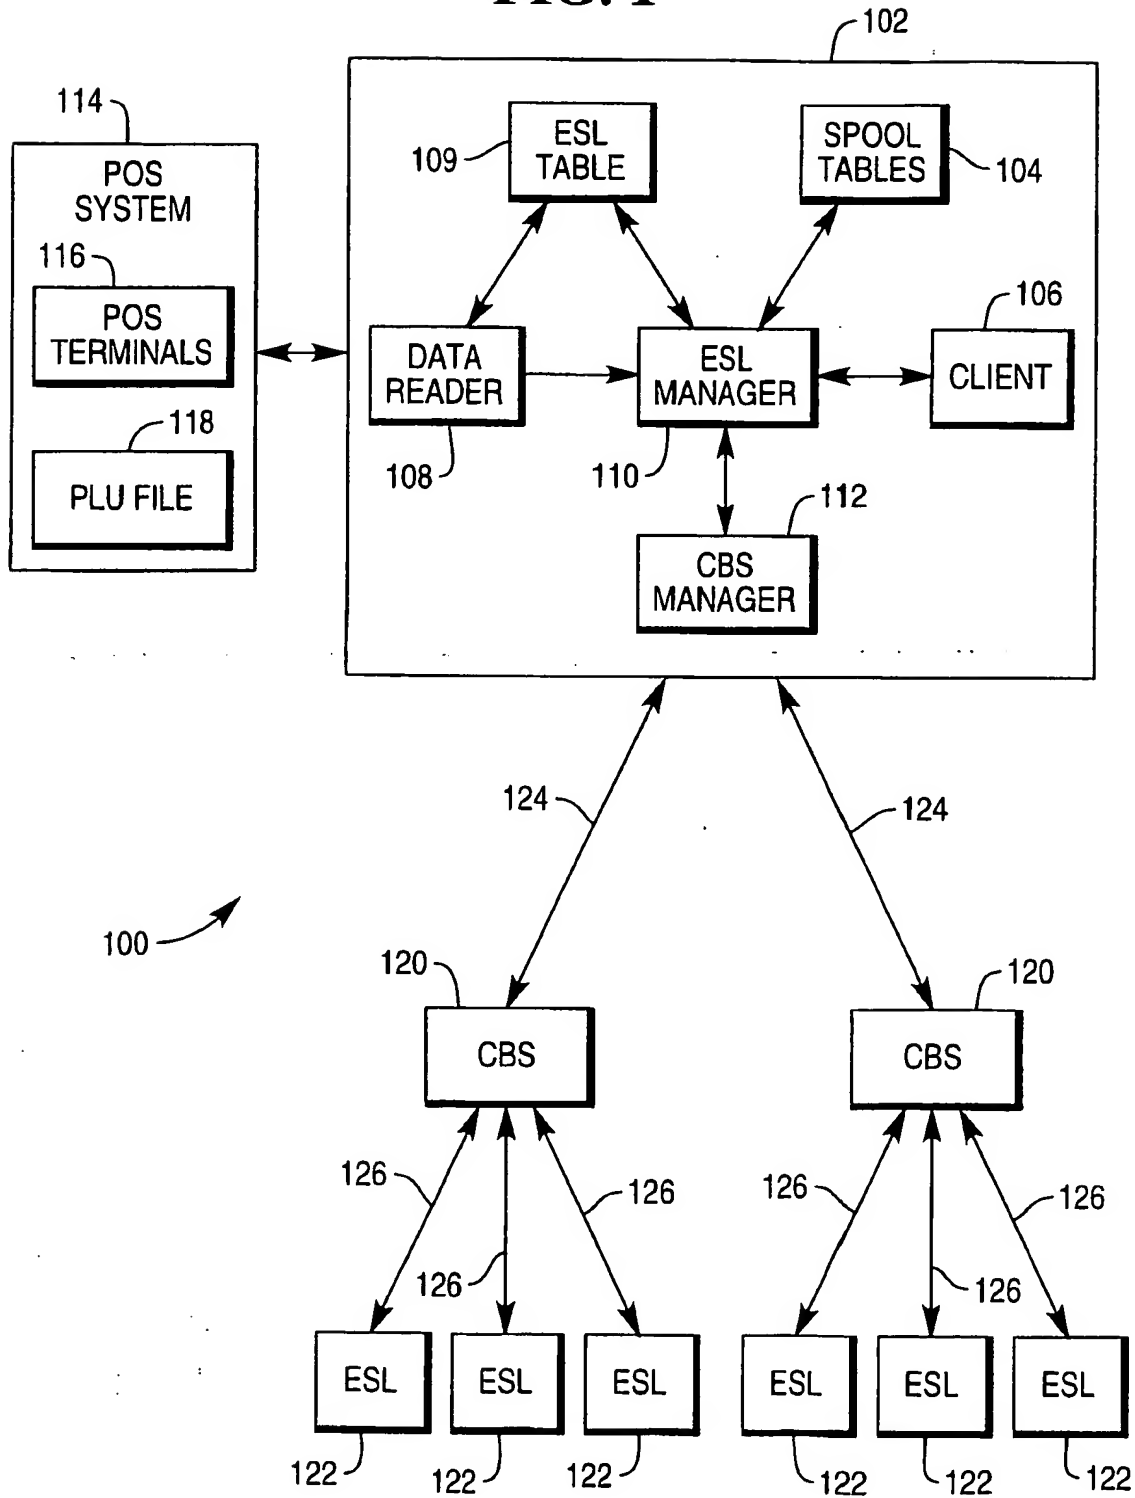 FIG. 1
102
114
POS
SYSTEM
116
POS
TERMINALS
118
PLU FILE
ESL
TABLE
109
SPOOL
TABLES
104
106
DATA
READER
108
ESL
MANAGER
110
CLIENT
112
CBS
MANAGER
124
124
100
120
CBS
120
CBS
126
126
126
126
126
126
ESL
ESL
ESL
ESL
ESL
ESL
122
122
122
122
122
122